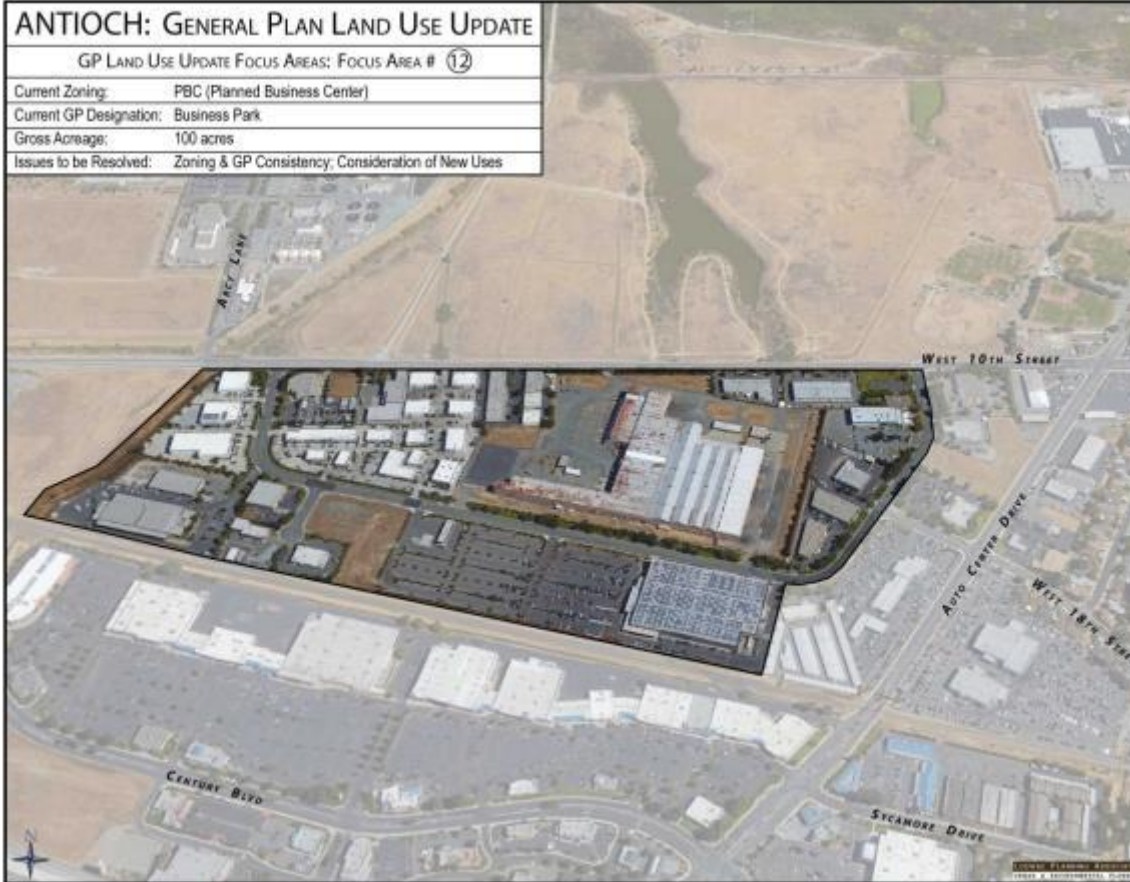 ANTIOCH: GENERAL PLAN LAND USE UPDATE
GP LAND USE UPDATE FOCUS AREAS: FOCUS AREA # 12
Current Zoning: PBC (Planned Business Center)
Current GP Designation: Business Park
Gross Acreage: 100 acres
Issues to be Resolved: Zoning & GP Consistency; Consideration of New Uses
ARCY LANE
WEST 10TH STREET
AUTO CENTER DRIVE
WEST 18TH
CENTURY BLVD
SYCAMORE DRIVE